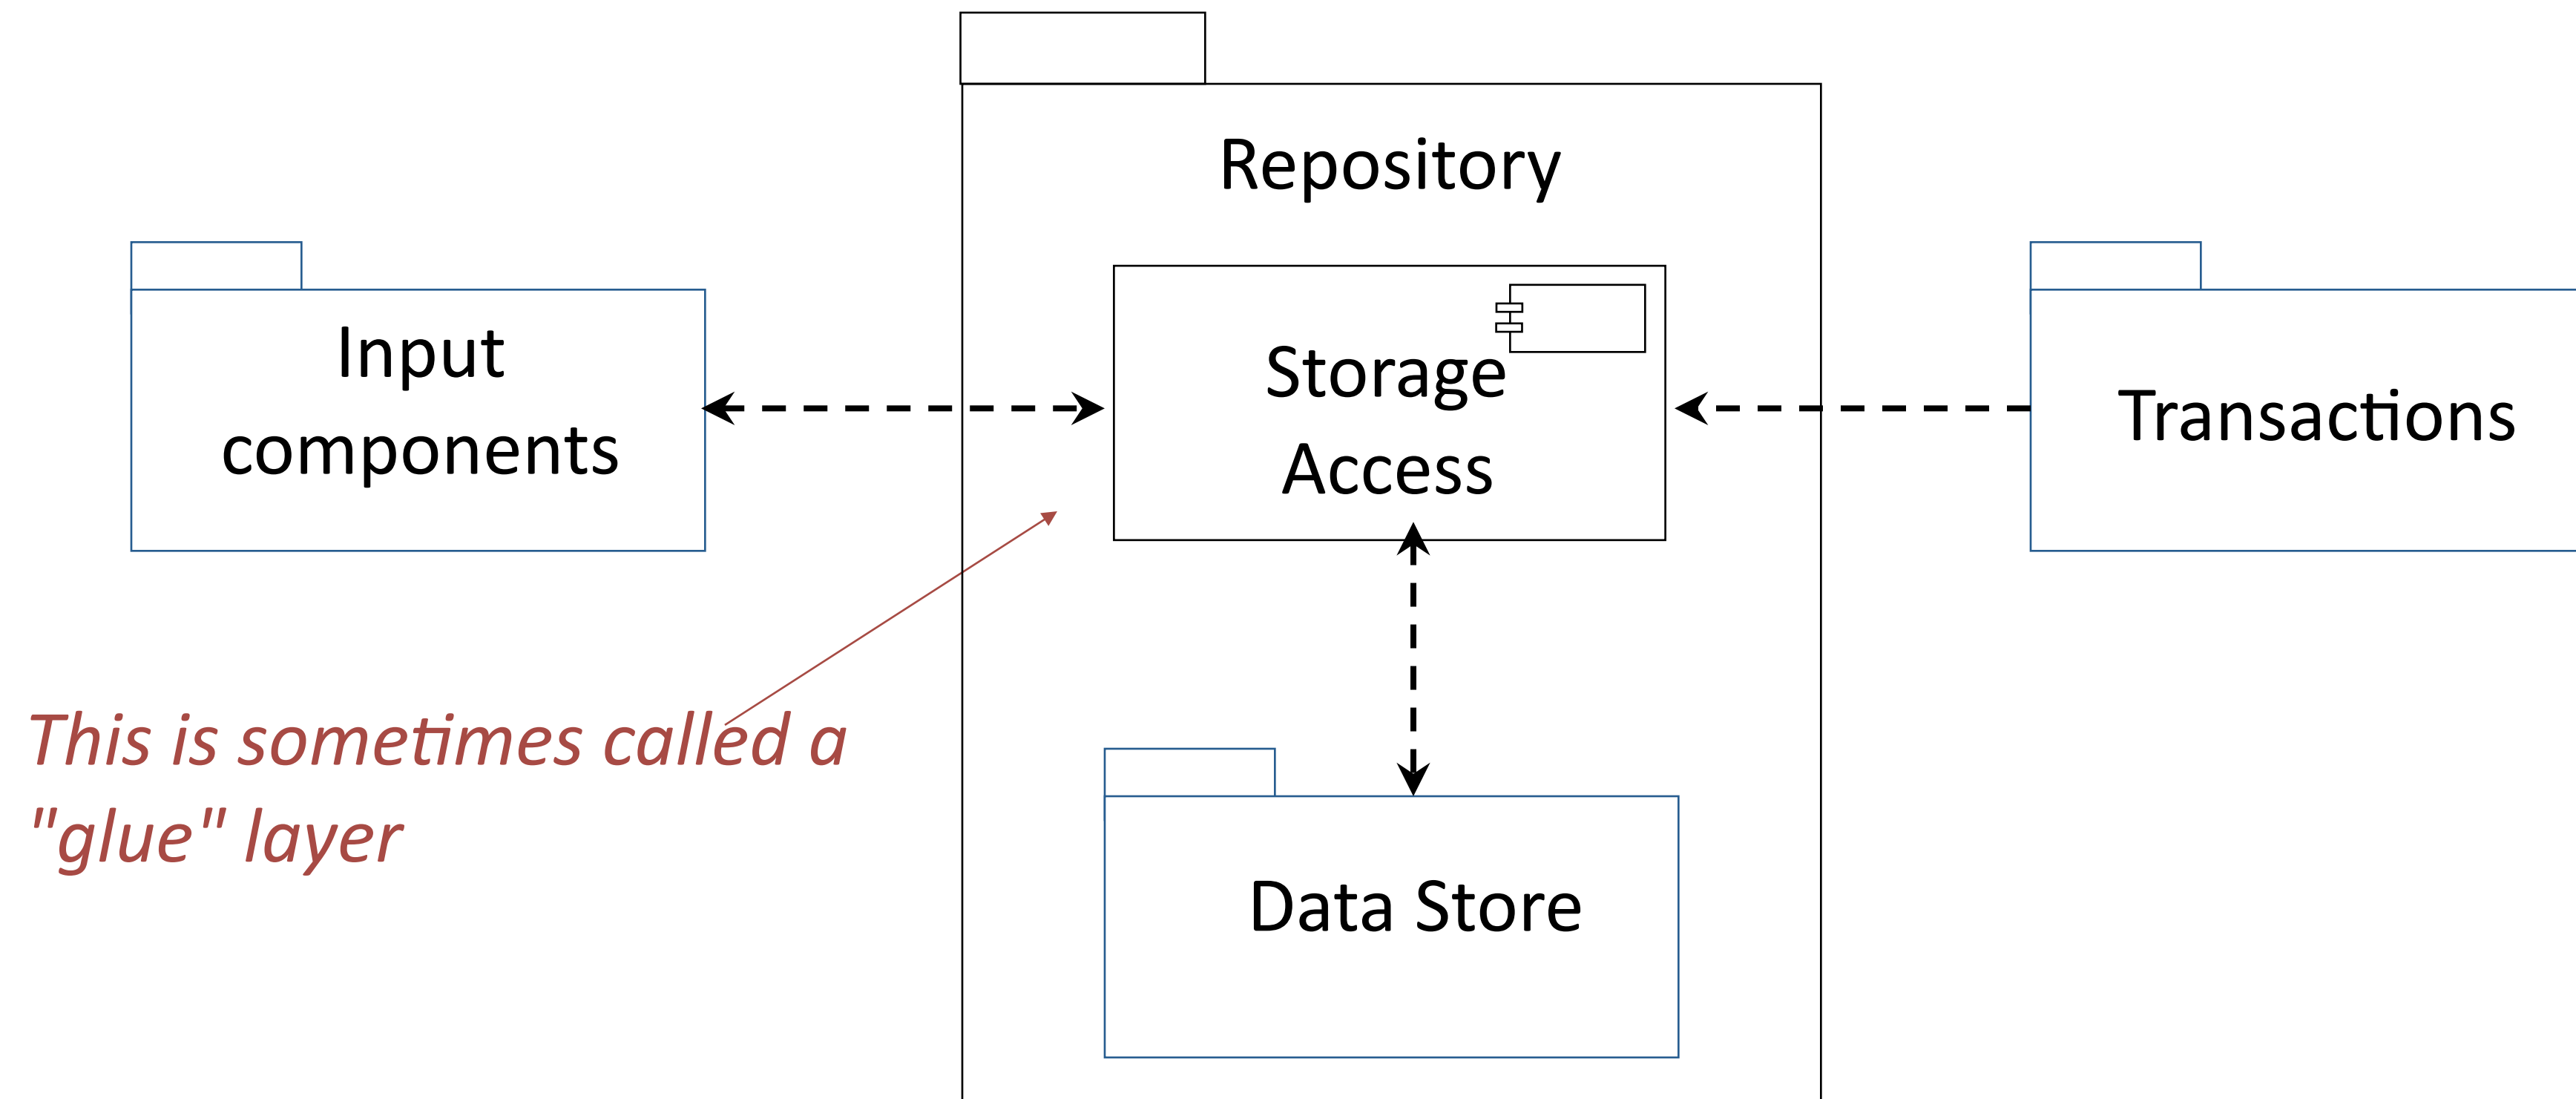 Repository
Input
components
Storage
Access
Transactions
This is sometimes called a
"glue" layer
Data Store